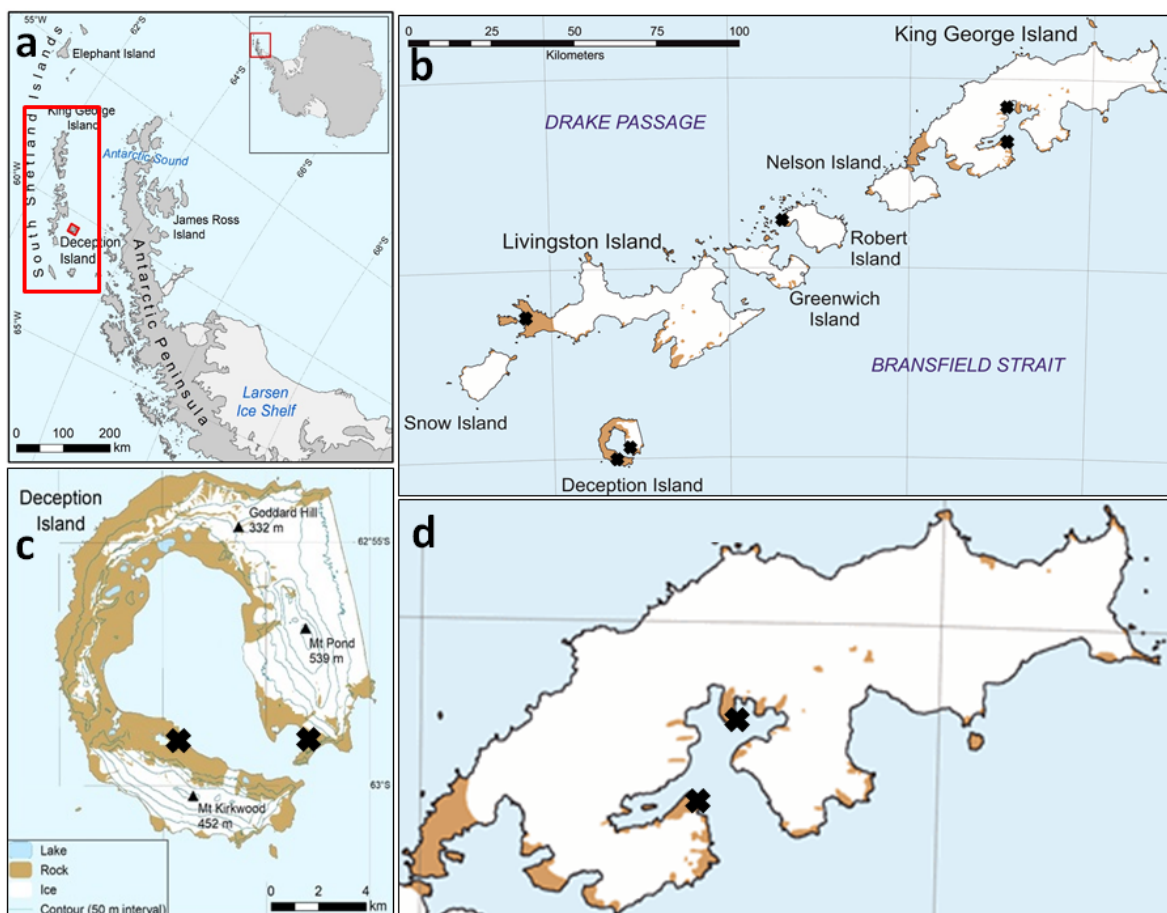 a
55°W
62°S
64°S
66°S
68°S
60°W
65°W
Elephant Island
South Shetland Islands
King George
Island
Antarctic Sound
James Ross
Island
Deception
Island
Antarctic Peninsula
Larsen
Ice Shelf
0 100 200
km
b
0 25 50 75 100
Kilometers
King George Island
DRAKE PASSAGE
Nelson Island
Livingston Island
Robert
Island
Greenwich
Island
BRANSFIELD STRAIT
Snow Island
Deception Island
Deception
Island
c
Goddard Hill
332 m
62°55'
Mt Pond
539 m
63°S
Mt Kirkwood
452 m
Lake
Rock
Ice
Contour (50 m interval)
0 2 4
km
d